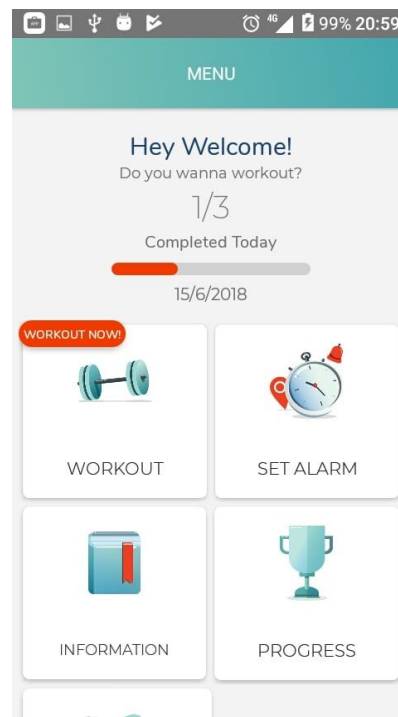 4G 99% 20:59
MENU
Hey Welcome!
Do you wanna workout?
1/3
Completed Today
15/6/2018
WORKOUT NOW!
WORKOUT
SET ALARM
INFORMATION
PROGRESS